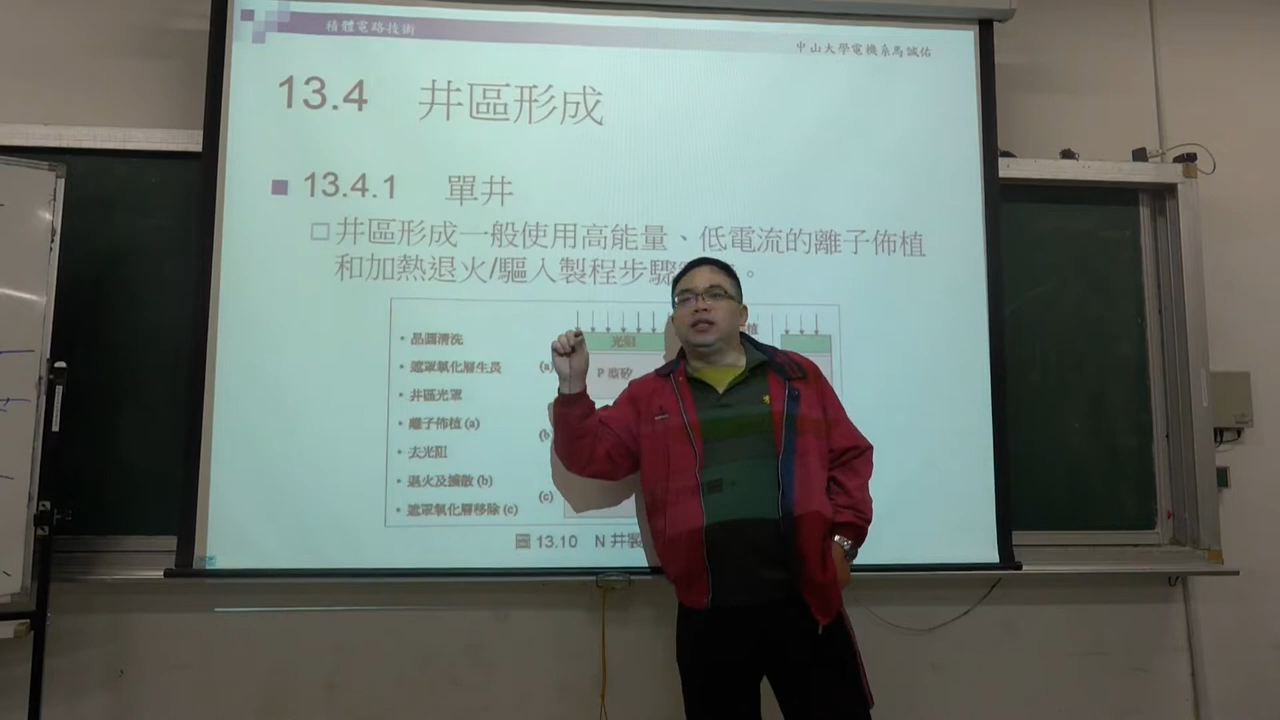 積體電路技術
中山大學電機系馬誠佑
13.4 井區形成
13.4.1 單井
井區形成一般使用高能量、低電流的離子佈植
和加熱退火/驅入製程步驟
。
• 晶圓清洗
• 遮罩氧化層生長
• 井區光罩
• 離子佈植 (a)
• 去光阻
• 退火及擴散 (b)
• 遮罩氧化層移除 (c)
(a)
(b)
(c)
光阻
植
P 型矽
圖 13.10 N 井製